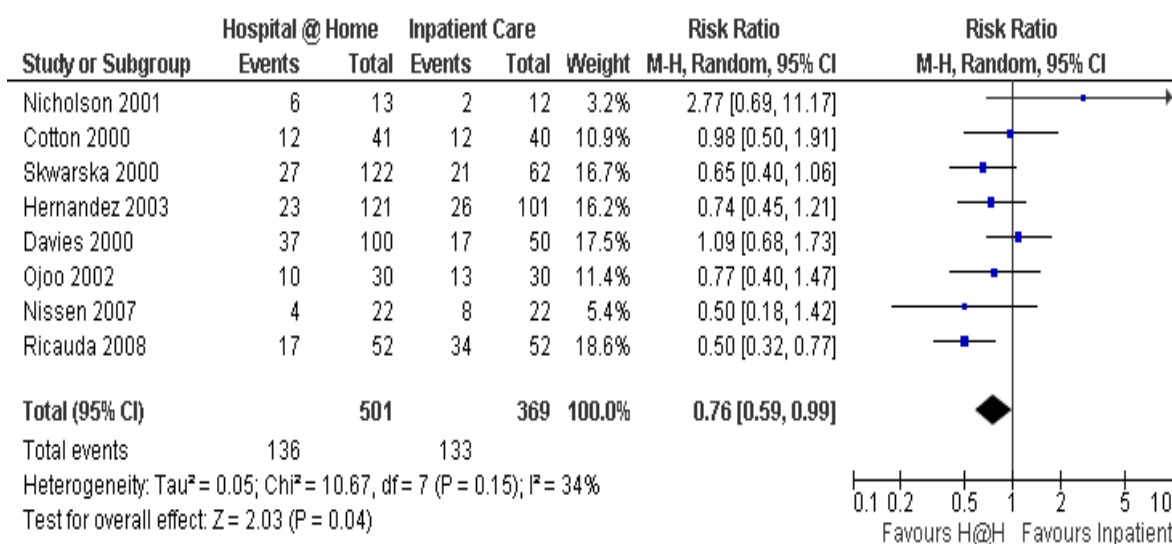 Hospital @ Home Inpatient Care Risk Ratio Risk Ratio
Study or Subgroup Events Total Events Total Weight M-H, Random, 95% CI M-H, Random, 95% CI
Nicholson 2001 6 13 2 12 3.2% 2.77 [0.69, 11.17]
Cotton 2000 12 41 12 40 10.9% 0.98 [0.50, 1.91]
Skwarska 2000 27 122 21 62 16.7% 0.65 [0.40, 1.06]
Hernandez 2003 23 121 26 101 16.2% 0.74 [0.45, 1.21]
Davies 2000 37 100 17 50 17.5% 1.09 [0.68, 1.73]
Ojoo 2002 10 30 13 30 11.4% 0.77 [0.40, 1.47]
Nissen 2007 4 22 8 22 5.4% 0.50 [0.18, 1.42]
Ricauda 2008 17 52 34 52 18.6% 0.50 [0.32, 0.77]
Total (95% CI) 501 369 100.0% 0.76 [0.59, 0.99]
Total events 136 133
Heterogeneity: Tau² = 0.05; Chi² = 10.67, df = 7 (P = 0.15); I² = 34%
Test for overall effect: Z = 2.03 (P = 0.04)
0.1 0.2 0.5 1 2 5 10
Favours H@H Favours Inpatient